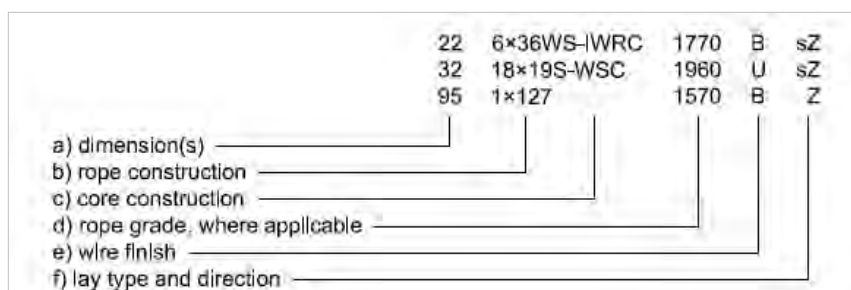 22 6×36WS-IWRC 1770 B sZ
32 18×19S-WSC 1960 U sZ
95 1×127 1570 B Z
a) dimension(s)
b) rope construction
c) core construction
d) rope grade, where applicable
e) wire finish
f) lay type and direction